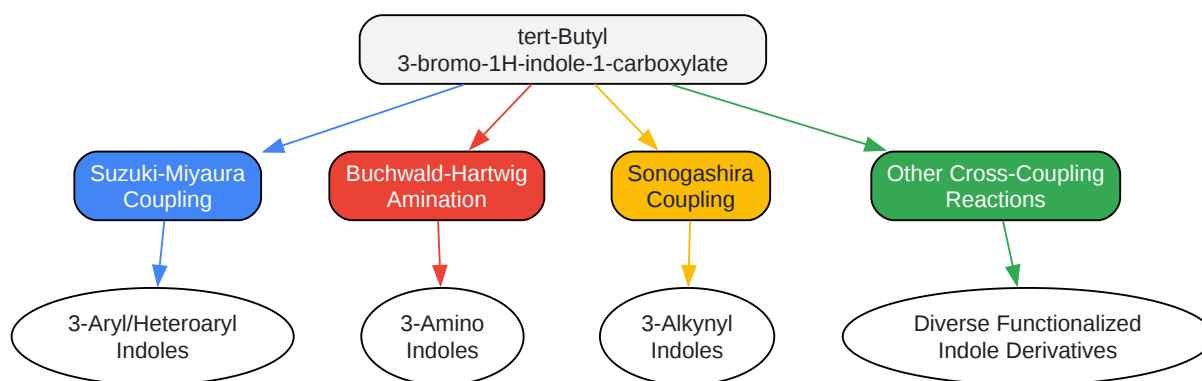 tert-Butyl
3-bromo-1H-indole-1-carboxylate
Suzuki-Miyaura
Coupling
Buchwald-Hartwig
Amination
Sonogashira
Coupling
Other Cross-Coupling
Reactions
3-Aryl/Heteroaryl
Indoles
3-Amino
Indoles
3-Alkynyl
Indoles
Diverse Functionalized
Indole Derivatives